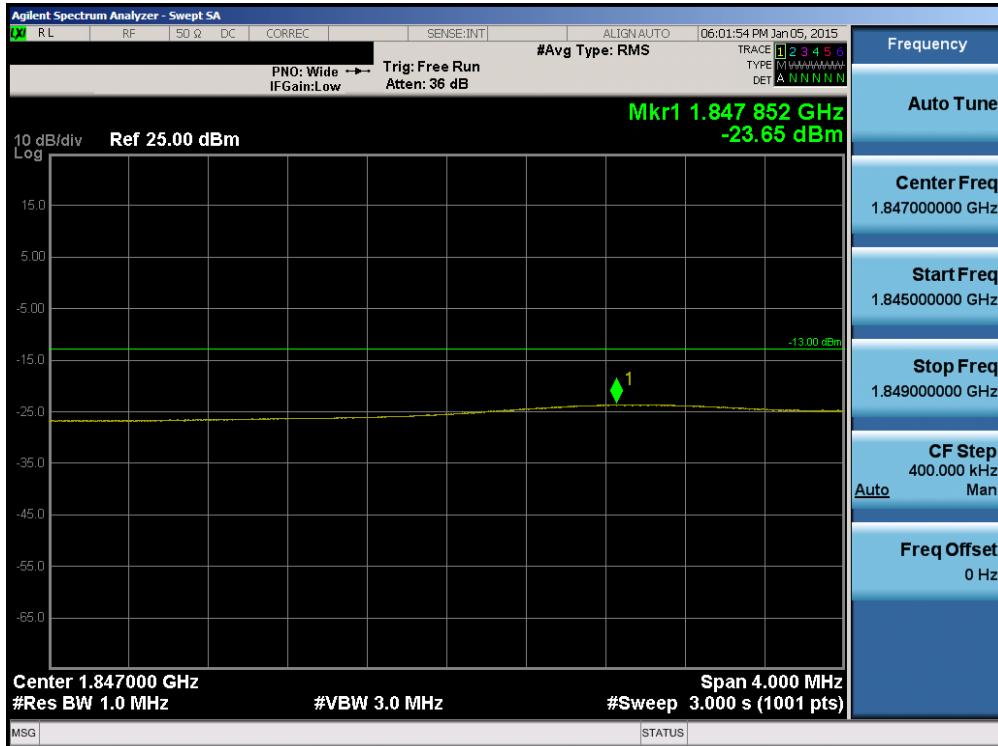 Agilent Spectrum Analyzer - Swept SA
LXI RL RF 50 Ω DC CORREC SENSE:INT ALIGN AUTO 06:01:54 PM Jan 05, 2015
#Avg Type: RMS
TRACE 1 2 3 4 5 6
TYPE M
DET A N N N N N
PNO: Wide
IFGain:Low
Trig: Free Run
Atten: 36 dB
Mkr1 1.847 852 GHz
-23.65 dBm
10 dB/div Ref 25.00 dBm
Log
15.0
5.00
-5.00
-13.00 dBm
-15.0
1
-25.0
-35.0
-45.0
-55.0
-65.0
Center 1.847000 GHz
Span 4.000 MHz
#Res BW 1.0 MHz
#VBW 3.0 MHz
#Sweep 3.000 s (1001 pts)
MSG
STATUS
Frequency
Auto Tune
Center Freq
1.847000000 GHz
Start Freq
1.845000000 GHz
Stop Freq
1.849000000 GHz
CF Step
400.000 kHz
Auto Man
Freq Offset
0 Hz